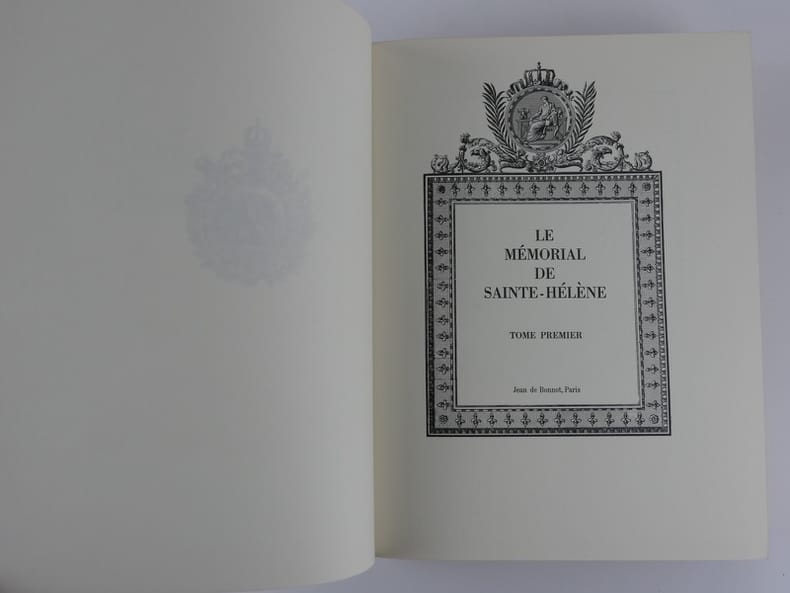 LE
MÉMORIAL
DE
SAINTE-HÉLÈNE
TOME PREMIER
Jean de Bonnot, Paris